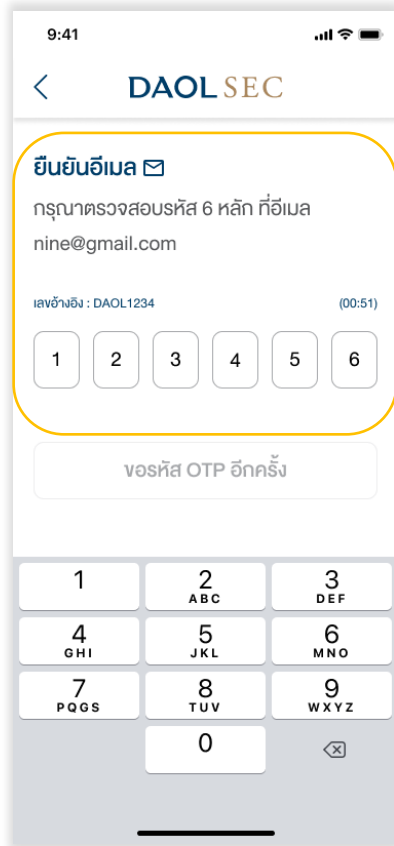 9:41
DAOL SEC
ยืนยันอีเมล
กรุณาตรวจสอบรหัส 6 หลัก ที่อีเมล
nine@gmail.com
เลขอ้างอิง : DAOL1234 (00:51)
1 2 3 4 5 6
ขอรหัส OTP อีกครั้ง
1 2 3
ABC DEF
4 5 6
GHI JKL MNO
7 8 9
PQGS TUV WXYZ
0